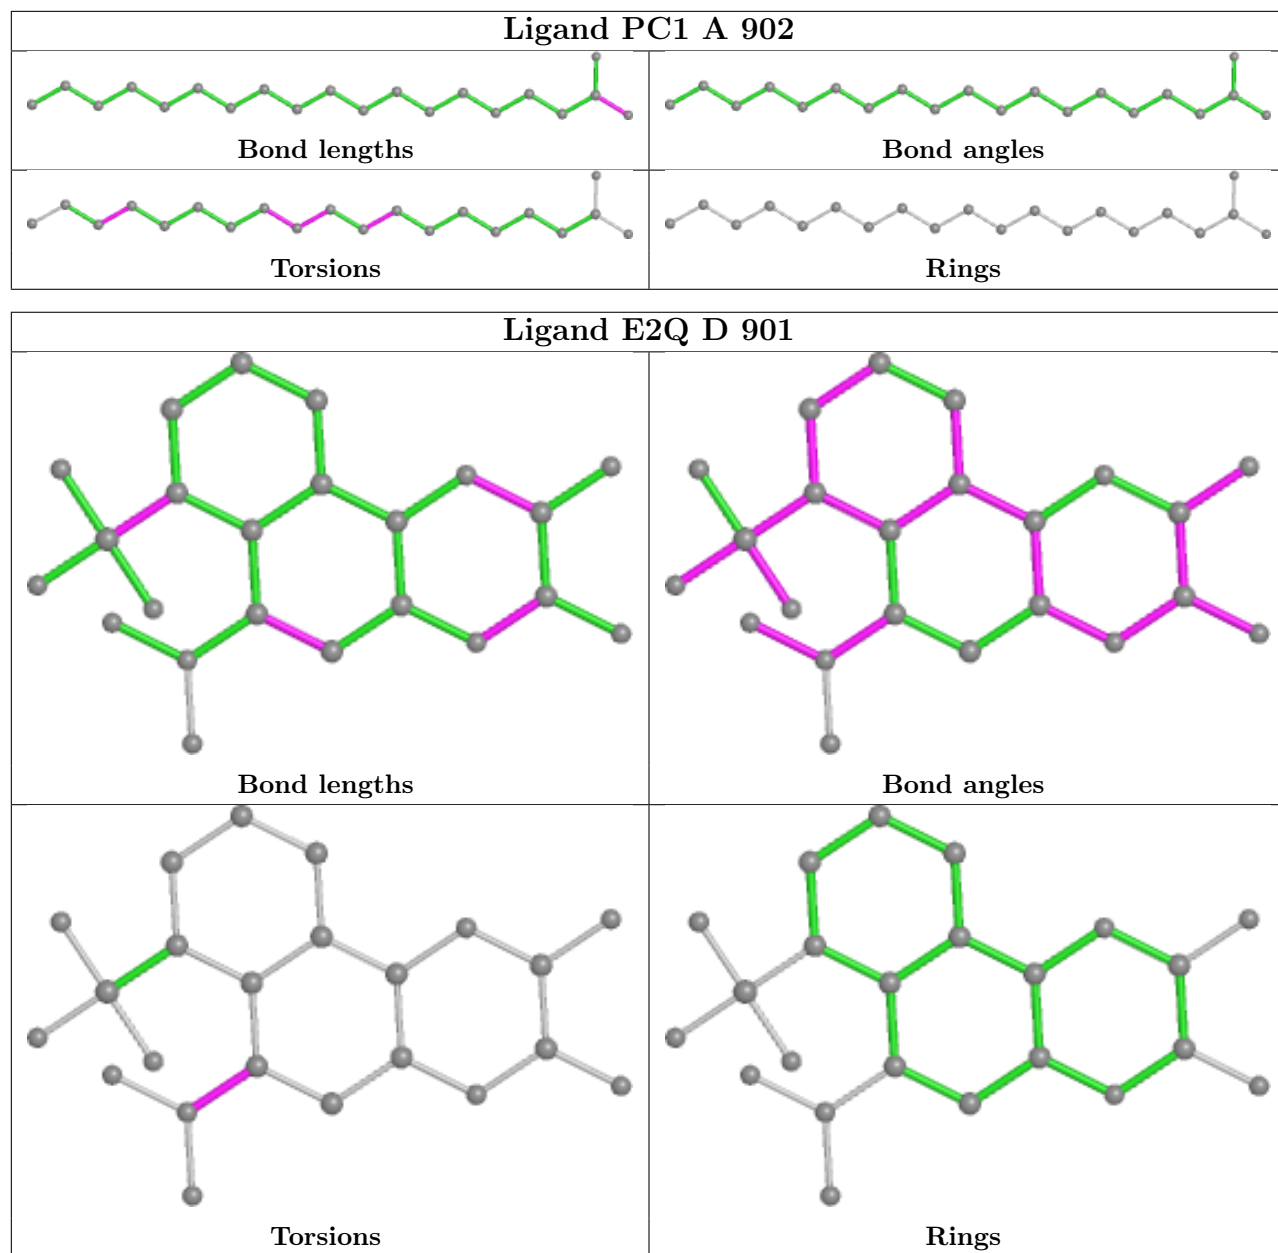 Ligand PC1 A 902
Bond lengths
Bond angles
Torsions
Rings
Ligand E2Q D 901
Bond lengths
Bond angles
Torsions
Rings